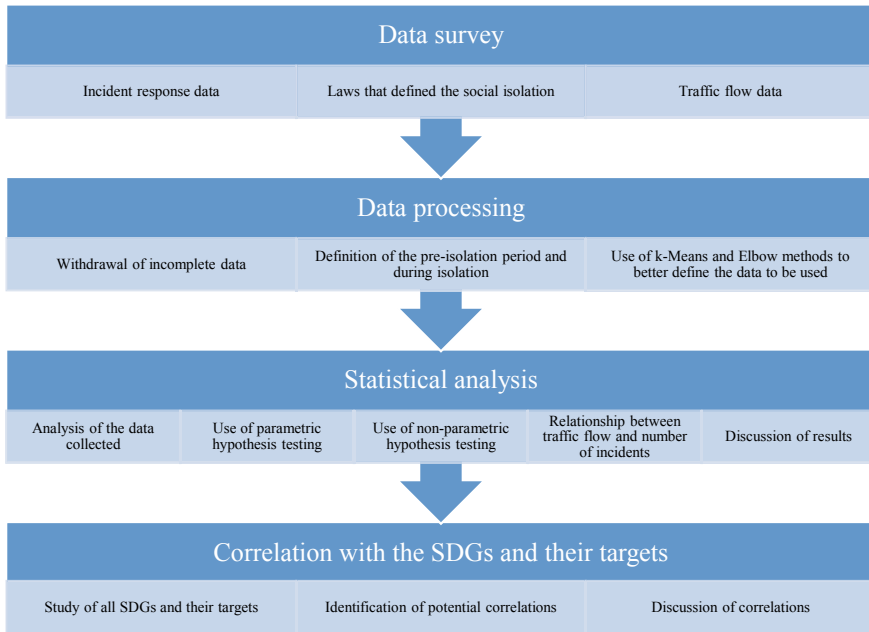 Data survey
Incident response data
Laws that defined the social isolation
Traffic flow data
Data processing
Withdrawal of incomplete data
Definition of the pre-isolation period and
during isolation
Use of k-Means and Elbow methods to
better define the data to be used
Statistical analysis
Analysis of the data
collected
Use of parametric
hypothesis testing
Use of non-parametric
hypothesis testing
Relationship between
traffic flow and number
of incidents
Discussion of results
Correlation with the SDGs and their targets
Study of all SDGs and their targets
Identification of potential correlations
Discussion of correlations